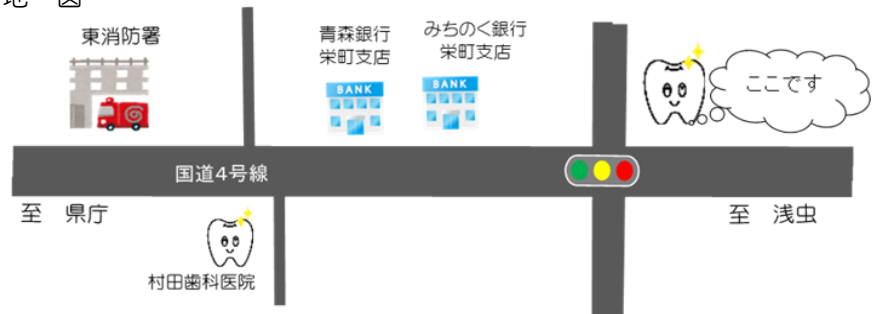 地　図
東消防署
青森銀行
栄町支店
みちのく銀行
栄町支店
BANK
BANK
ここです
国道4号線
至　県庁
至　浅虫
村田歯科医院